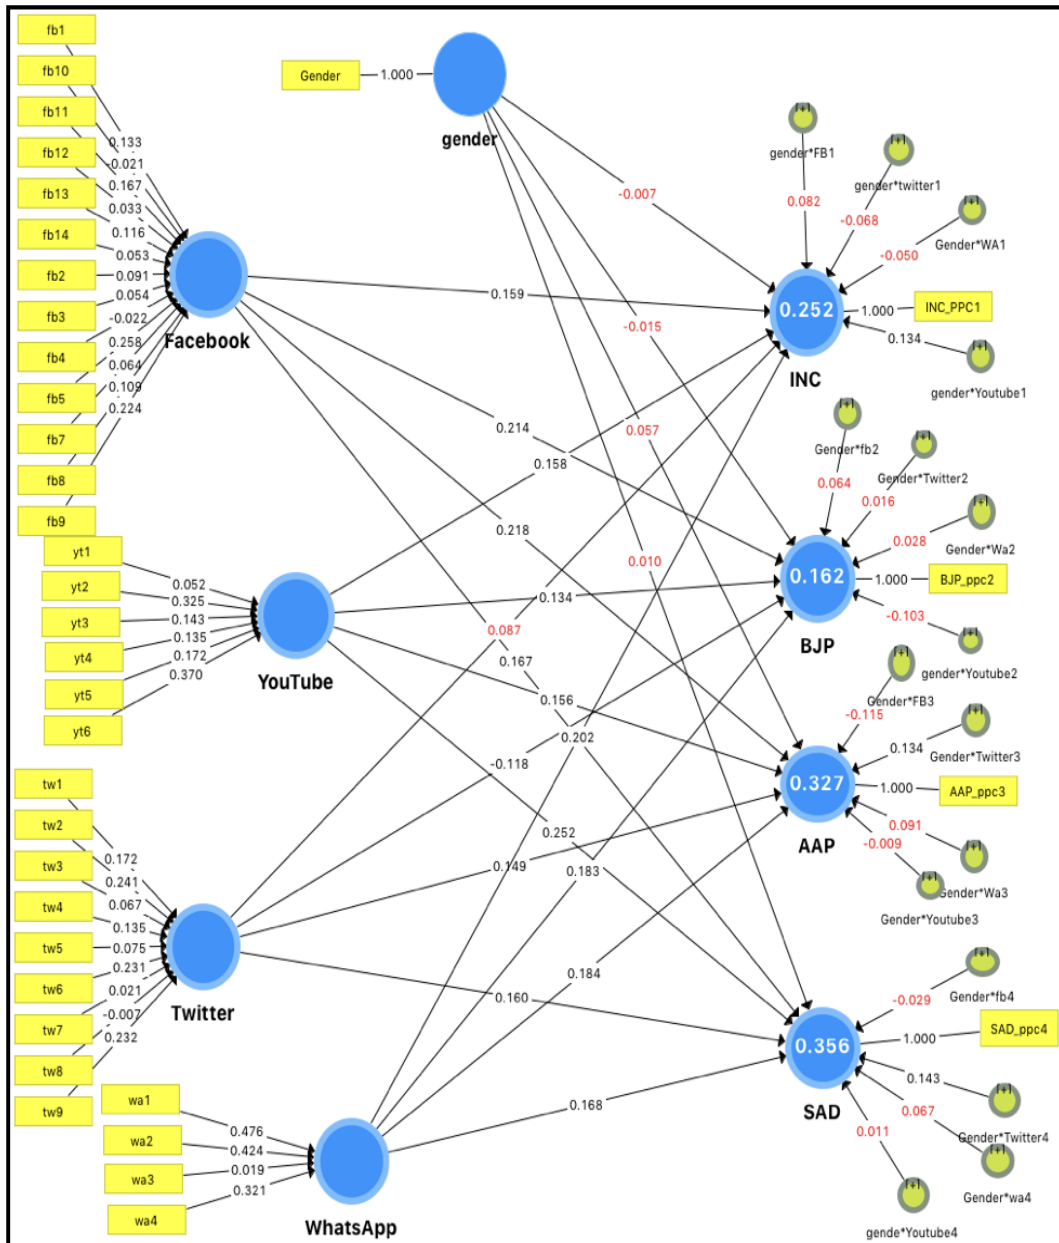 fb1
fb10
fb11
fb12
fb13
fb14
fb2
fb3
fb4
fb5
fb7
fb8
fb9
0.133
-0.021
0.167
0.033
0.116
0.053
0.091
0.054
-0.022
0.258
0.064
0.109
0.224
Facebook
Gender
1.000
gender
-0.007
-0.015
0.057
0.010
0.159
0.214
0.218
0.167
yt1
yt2
yt3
yt4
yt5
yt6
0.052
0.325
0.143
0.135
0.172
0.370
YouTube
0.158
0.134
0.156
0.252
tw1
tw2
tw3
tw4
tw5
tw6
tw7
tw8
tw9
0.172
0.241
0.067
0.135
0.075
0.231
0.021
-0.007
0.232
Twitter
0.087
-0.118
0.149
0.160
wa1
wa2
wa3
wa4
0.476
0.424
0.019
0.321
WhatsApp
0.202
0.183
0.184
0.168
[+]
gender*FB1
0.082
[+]
gender*twitter1
-0.068
[+]
Gender*WA1
-0.050
0.252
INC
1.000
INC_PPC1
0.134
[+]
gender*Youtube1
[+]
Gender*fb2
0.064
[+]
Gender*Twitter2
0.016
[+]
Gender*Wa2
0.028
0.162
BJP
1.000
BJP_ppc2
-0.103
[+]
gender*Youtube2
[+]
Gender*FB3
-0.115
[+]
Gender*Twitter3
0.134
0.327
AAP
1.000
AAP_ppc3
0.091
-0.009
[+]
Gender*Wa3
[+]
Gender*Youtube3
[+]
Gender*fb4
-0.029
0.356
SAD
1.000
SAD_ppc4
0.143
[+]
Gender*Twitter4
0.067
[+]
Gender*wa4
0.011
[+]
gende*Youtube4